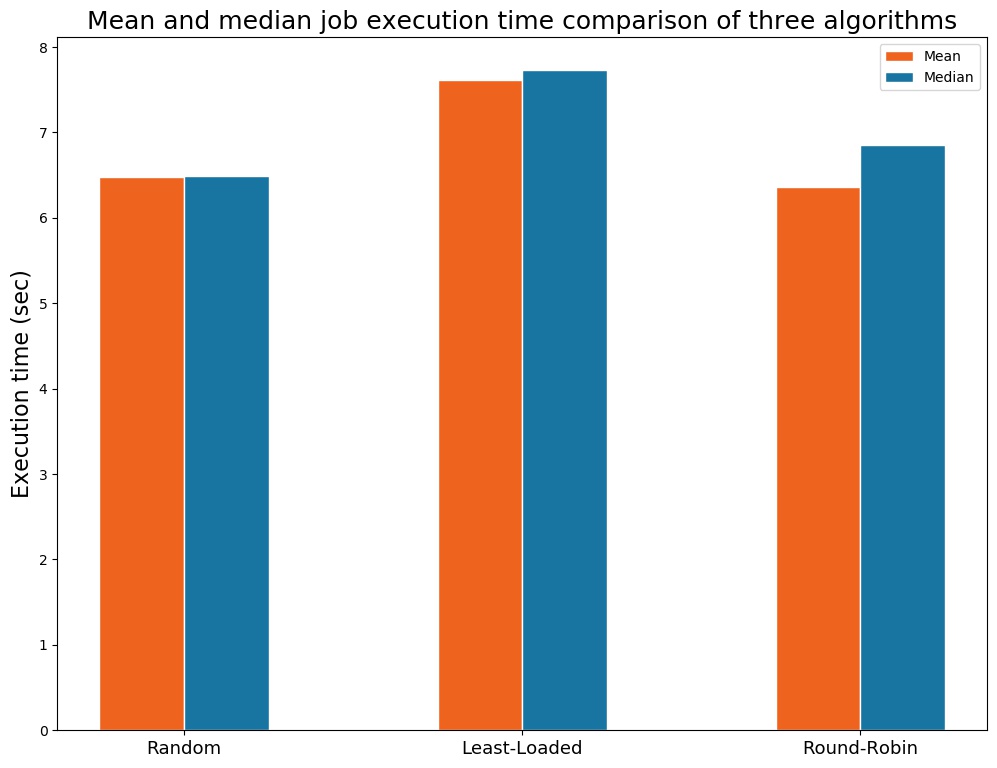 Mean and median job execution time comparison of three algorithms
Mean
Median
Execution time (sec)
8
7
6
5
4
3
2
1
0
Random
Least-Loaded
Round-Robin